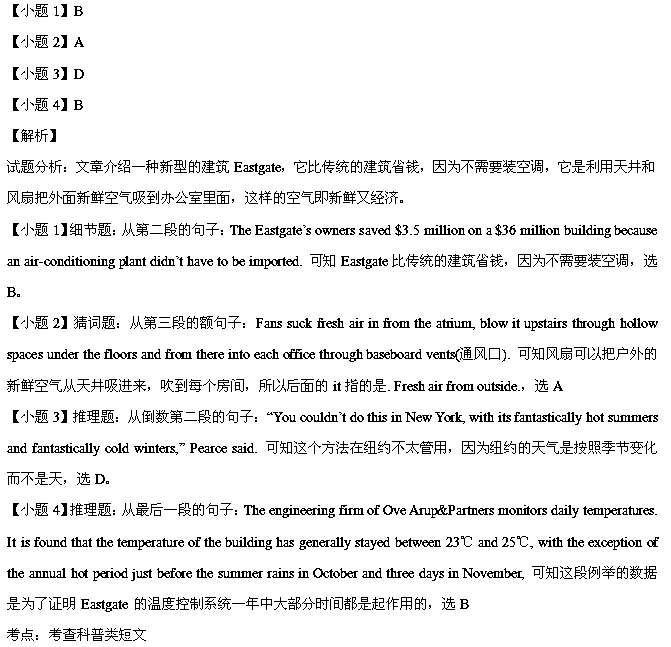 【小题1】B
【小题2】A
【小题3】D
【小题4】B
【解析】
试题分析：文章介绍一种新型的建筑 Eastgate，它比传统的建筑省钱，因为不需要装空调，它是利用天井和
风扇把外面新鲜空气吸到办公室里面，这样的空气即新鲜又经济。
【小题1】细节题：从第二段的句子：The Eastgate's owners saved $3.5 million on a $36 million building because
an air-conditioning plant didn't have to be imported. 可知 Eastgate 比传统的建筑省钱，因为不需要装空调，选
B。
【小题2】猜词题：从第三段的额句子：Fans suck fresh air in from the atrium, blow it upstairs through hollow
spaces under the floors and from there into each office through baseboard vents(通风口). 可知风扇可以把户外的
新鲜空气从天井吸进来，吹到每个房间，所以后面的 it 指的是. Fresh air from outside.，选 A
【小题3】推理题：从倒数第二段的句子：“You couldn't do this in New York, with its fantastically hot summers
and fantastically cold winters,” Pearce said. 可知这个方法在纽约不太管用，因为纽约的天气是按照季节变化
而不是天，选 D。
【小题4】推理题：从最后一段的句子：The engineering firm of Ove Arup&Partners monitors daily temperatures.
It is found that the temperature of the building has generally stayed between 23℃ and 25℃, with the exception of
the annual hot period just before the summer rains in October and three days in November, 可知这段例举的数据
是为了证明 Eastgate 的温度控制系统一年中大部分时间都是起作用的，选 B
考点：考查科普类短文